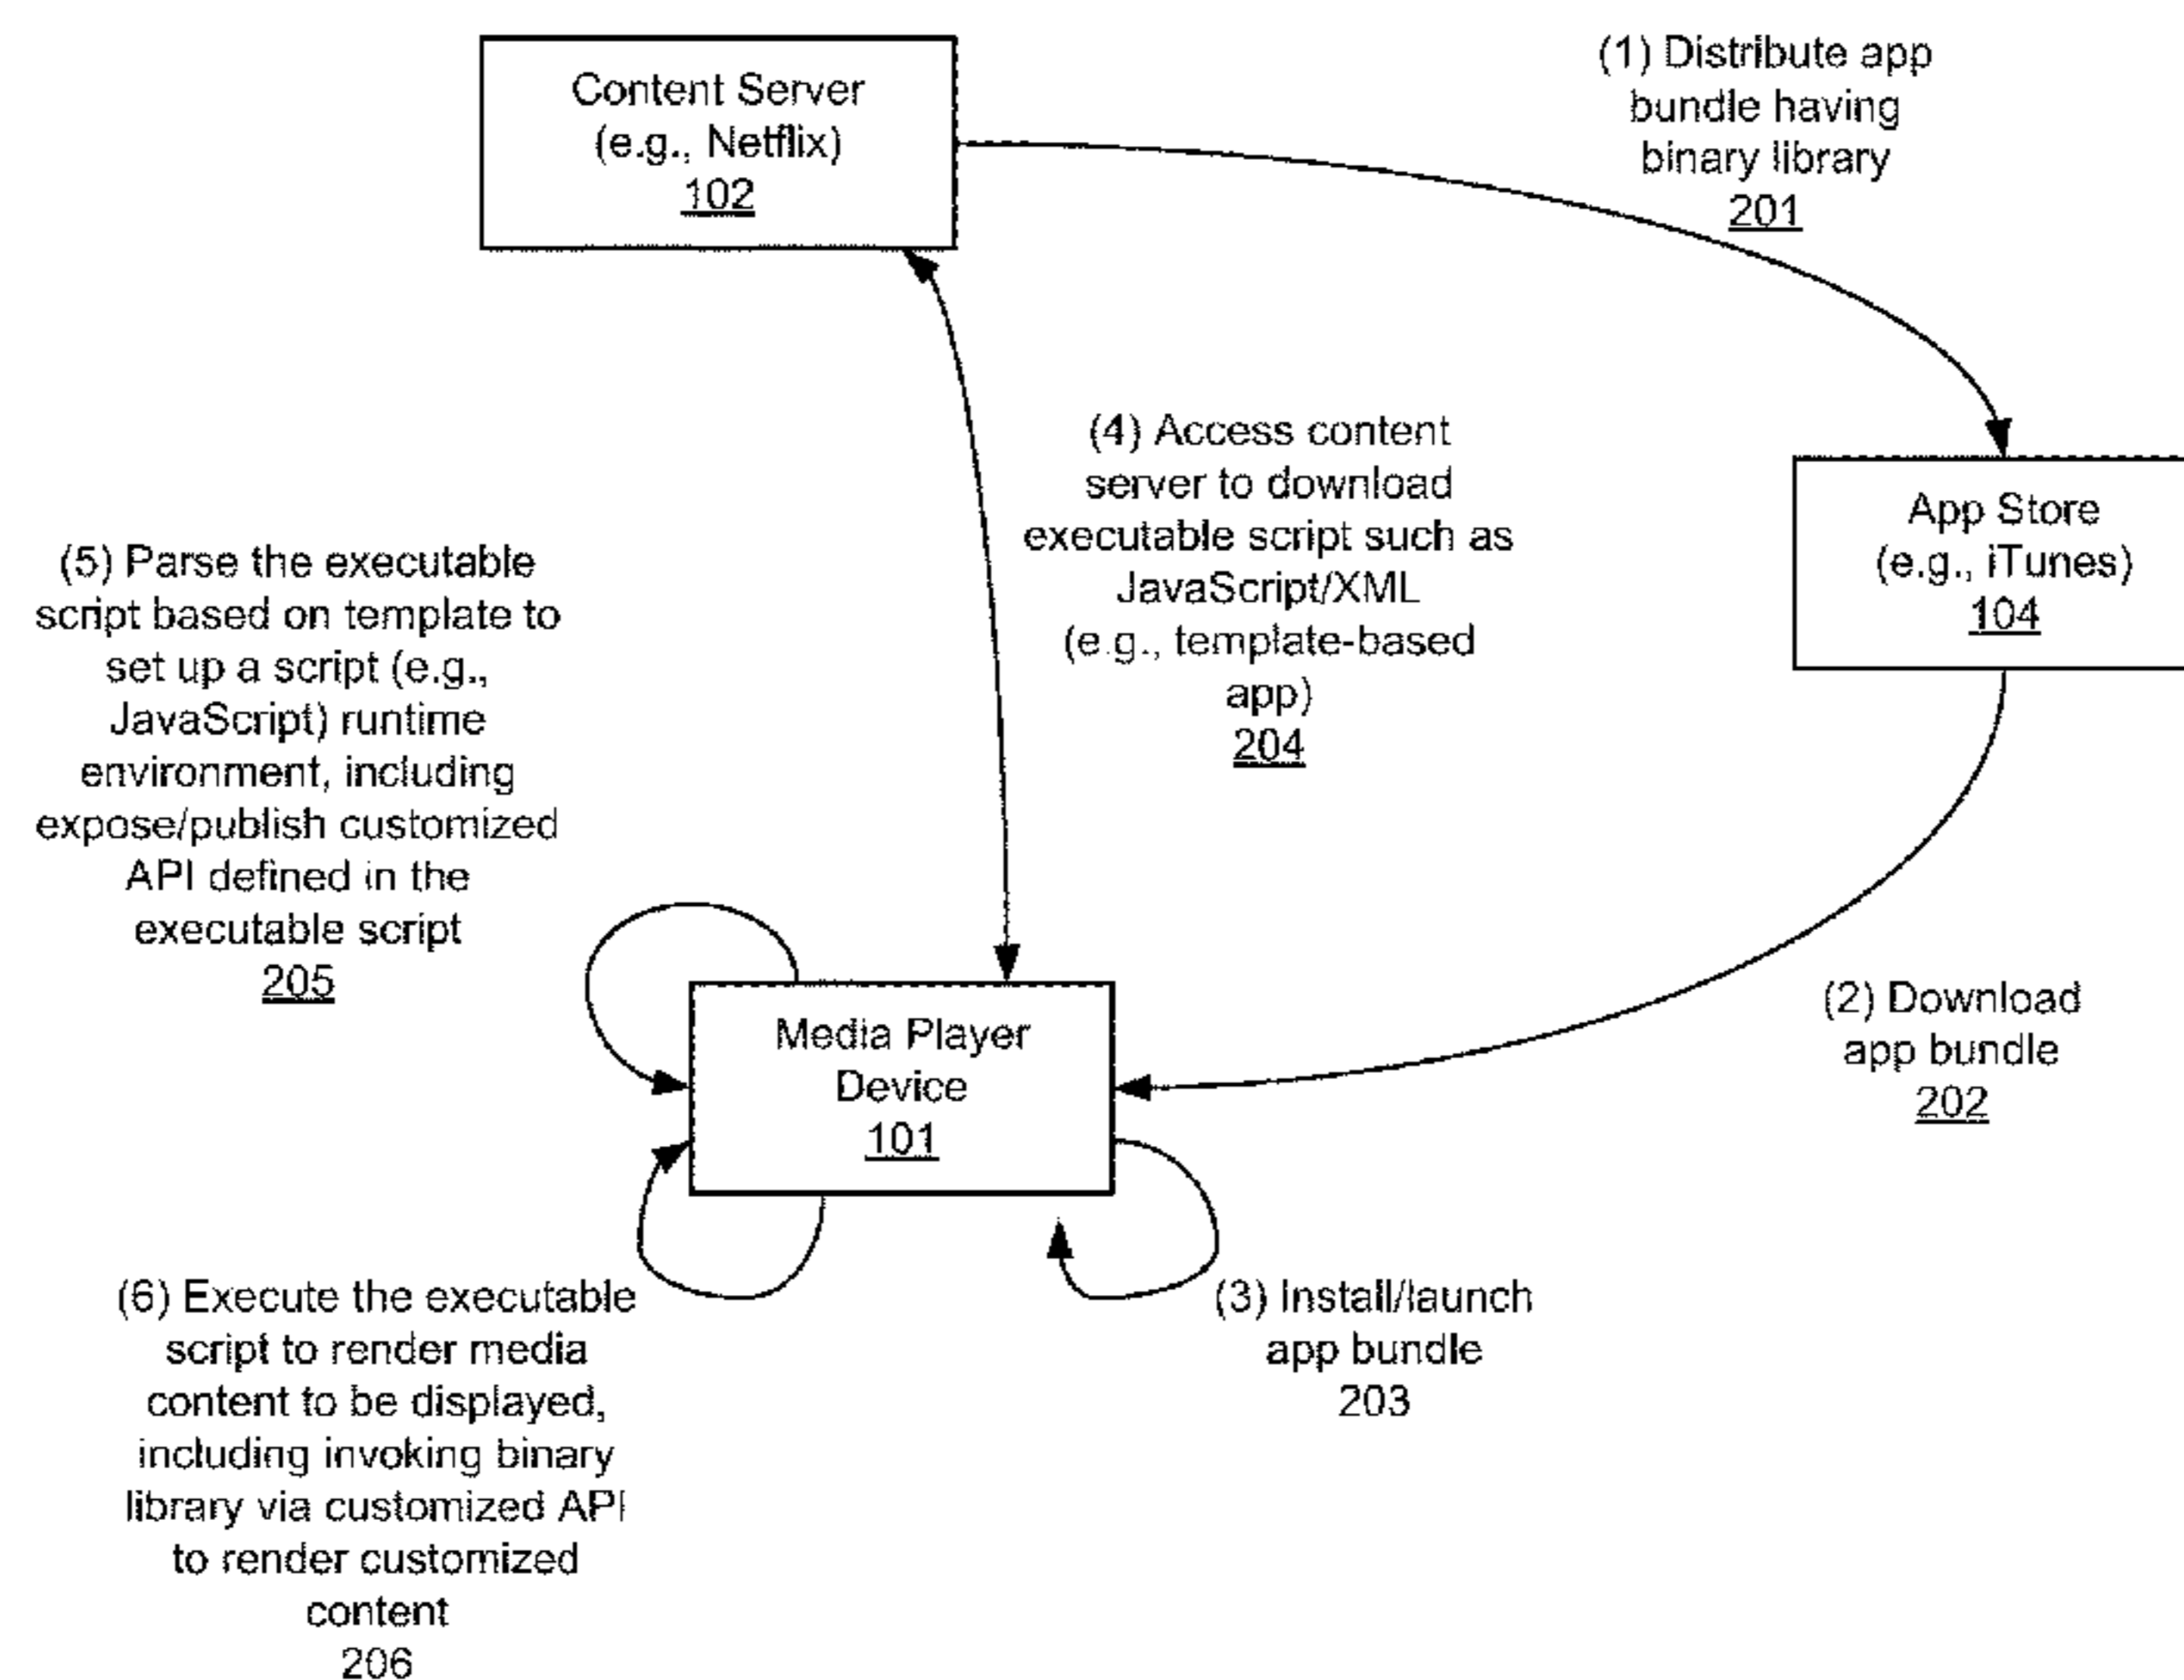 Content Server
(e.g., Netflix)
102
(1) Distribute app
bundle having
binary library
201
(4) Access content
server to download
executable script such as
JavaScript/XML
(e.g., template-based
app)
204
App Store
(e.g., iTunes)
104
(5) Parse the executable
script based on template to
set up a script (e.g.,
JavaScript) runtime
environment, including
expose/publish customized
API defined in the
executable script
205
Media Player
Device
101
(2) Download
app bundle
202
(6) Execute the executable
script to render media
content to be displayed,
including invoking binary
library via customized API
to render customized
content
206
(3) Install/launch
app bundle
203